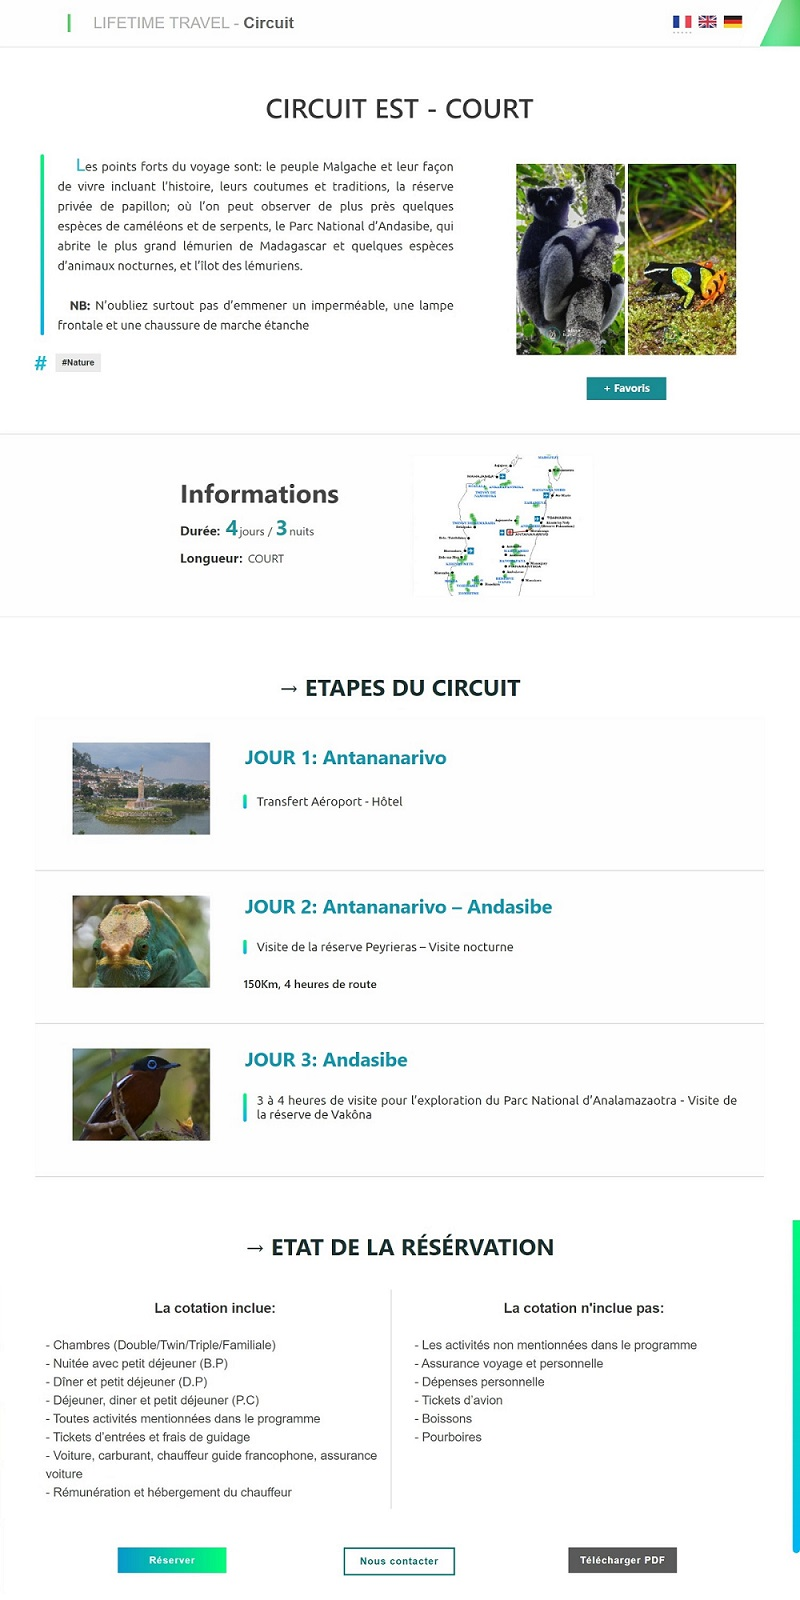 LIFETIME TRAVEL - Circuit
CIRCUIT EST - COURT
Les points forts du voyage sont: le peuple Malgache et leur façon
de vivre incluant l'histoire, leurs coutumes et traditions, la réserve
privée de papillon; où l'on peut observer de plus près quelques
espèces de caméléons et de serpents, le Parc National d'Andasibe, qui
abrite le plus grand lémurien de Madagascar et quelques espèces
d'animaux nocturnes, et l'îlot des lémuriens.
NB: N'oubliez surtout pas d'emmener un imperméable, une lampe
frontale et une chaussure de marche étanche
# #Nature
+ Favoris
Informations
Durée: 4 jours / 3 nuits
Longueur: COURT
→ ETAPES DU CIRCUIT
JOUR 1: Antananarivo
Transfert Aéroport - Hôtel
JOUR 2: Antananarivo – Andasibe
Visite de la réserve Peyrieras – Visite nocturne
150Km, 4 heures de route
JOUR 3: Andasibe
3 à 4 heures de visite pour l'exploration du Parc National d'Analamazaotra - Visite de
la réserve de Vakôna
→ ETAT DE LA RÉSÉRVATION
La cotation inclue:
- Chambres (Double/Twin/Triple/Familiale)
- Nuitée avec petit déjeuner (B.P)
- Dîner et petit déjeuner (D.P)
- Déjeuner, diner et petit déjeuner (P.C)
- Toutes activités mentionnées dans le programme
- Tickets d'entrées et frais de guidage
- Voiture, carburant, chauffeur guide francophone, assurance
voiture
- Rémunération et hébergement du chauffeur
La cotation n'inclue pas:
- Les activités non mentionnées dans le programme
- Assurance voyage et personnelle
- Dépenses personnelle
- Tickets d'avion
- Boissons
- Pourboires
Réserver
Nous contacter
Télécharger PDF